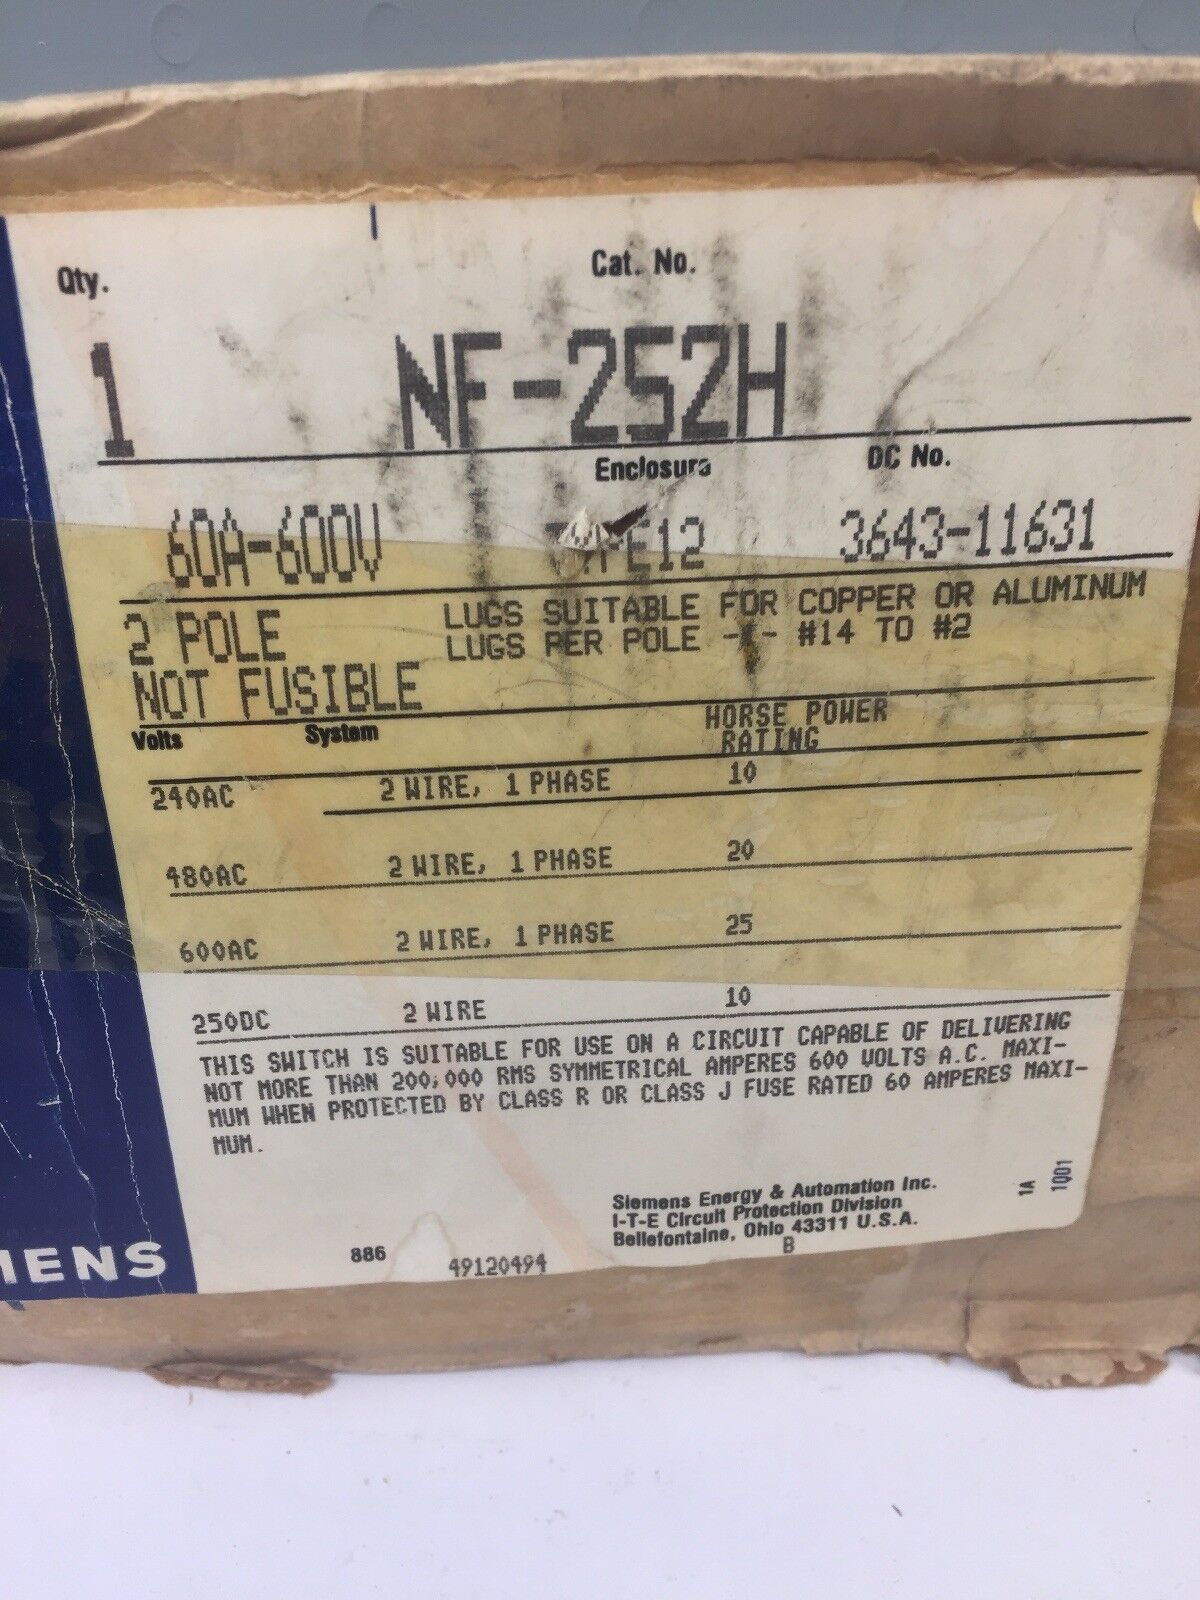 Qty. Cat. No.
1 NF-252H
Enclosure DC No.
60A-600V E12 3643-11631
2 POLE LUGS SUITABLE FOR COPPER OR ALUMINUM
LUGS PER POLE - - #14 TO #2
NOT FUSIBLE
Volts System HORSE POWER
RATING
240AC 2 WIRE, 1 PHASE 10
480AC 2 WIRE, 1 PHASE 20
600AC 2 WIRE, 1 PHASE 25
250DC 2 WIRE 10
THIS SWITCH IS SUITABLE FOR USE ON A CIRCUIT CAPABLE OF DELIVERING
NOT MORE THAN 200,000 RMS SYMMETRICAL AMPERES 600 VOLTS A.C. MAXI-
MUM WHEN PROTECTED BY CLASS R OR CLASS J FUSE RATED 60 AMPERES MAXI-
MUM.
Siemens Energy & Automation Inc.
I-T-E Circuit Protection Division
Bellefontaine, Ohio 43311 U.S.A.
B
1A 1001
886 49120494
IENS